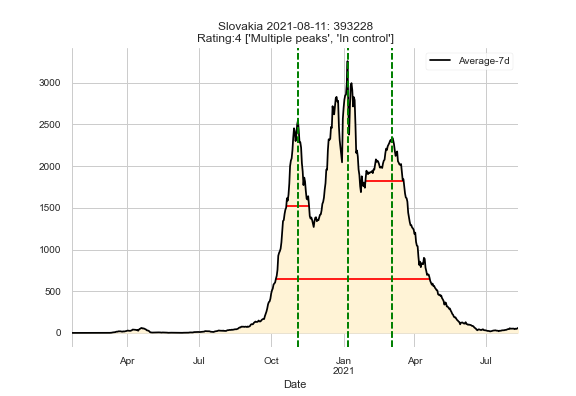 Slovakia 2021-08-11: 393228
Rating:4 ['Multiple peaks', 'In control']
Average-7d
3000
2500
2000
1500
1000
500
0
Apr
Jul
Oct
Jan
2021
Apr
Jul
Date